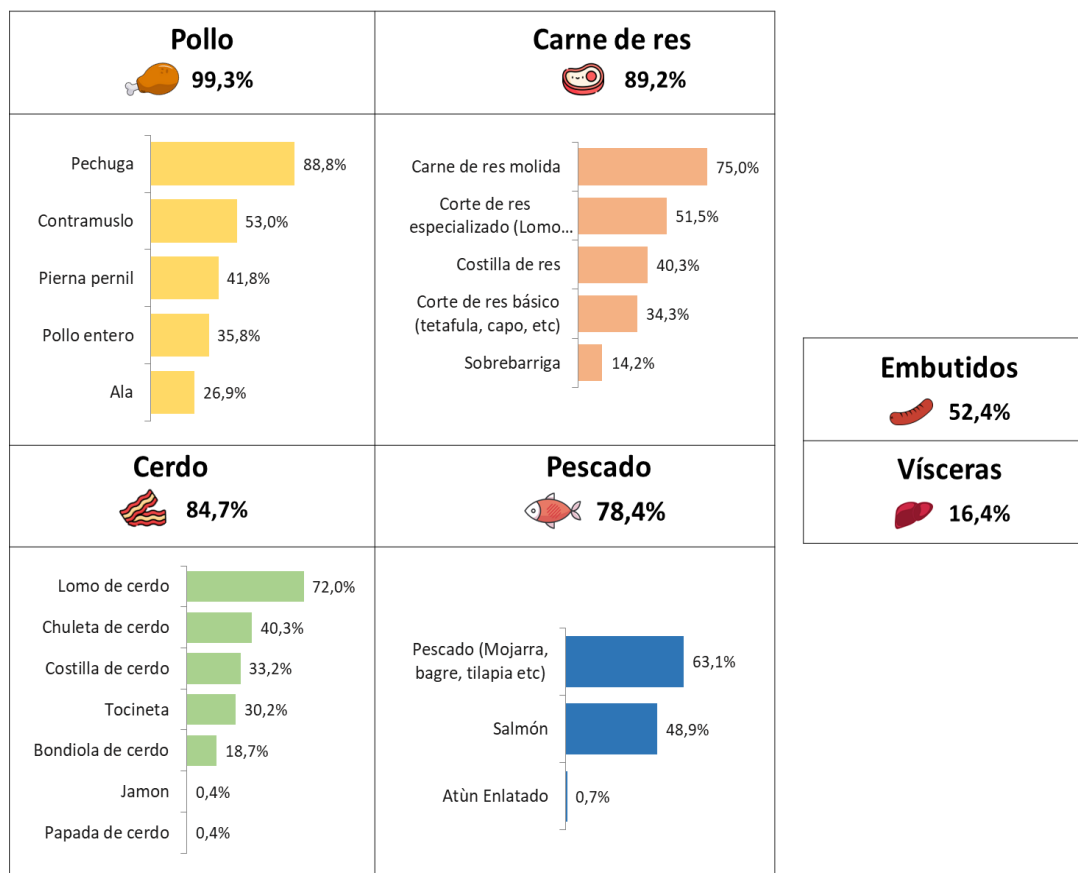 Pollo
99,3%
Pechuga
88,8%
Contramuslo
53,0%
Pierna pernil
41,8%
Pollo entero
35,8%
Ala
26,9%
Carne de res
89,2%
Carne de res molida
75,0%
Corte de res
especializado (Lomo...
51,5%
Costilla de res
40,3%
Corte de res básico
(tetafula, capo, etc)
34,3%
Sobrebarriga
14,2%
Cerdo
84,7%
Lomo de cerdo
72,0%
Chuleta de cerdo
40,3%
Costilla de cerdo
33,2%
Tocineta
30,2%
Bondiola de cerdo
18,7%
Jamon
0,4%
Papada de cerdo
0,4%
Pescado
78,4%
Pescado (Mojarra,
bagre, tilapia etc)
63,1%
Salmón
48,9%
Atùn Enlatado
0,7%
Embutidos
52,4%
Vísceras
16,4%